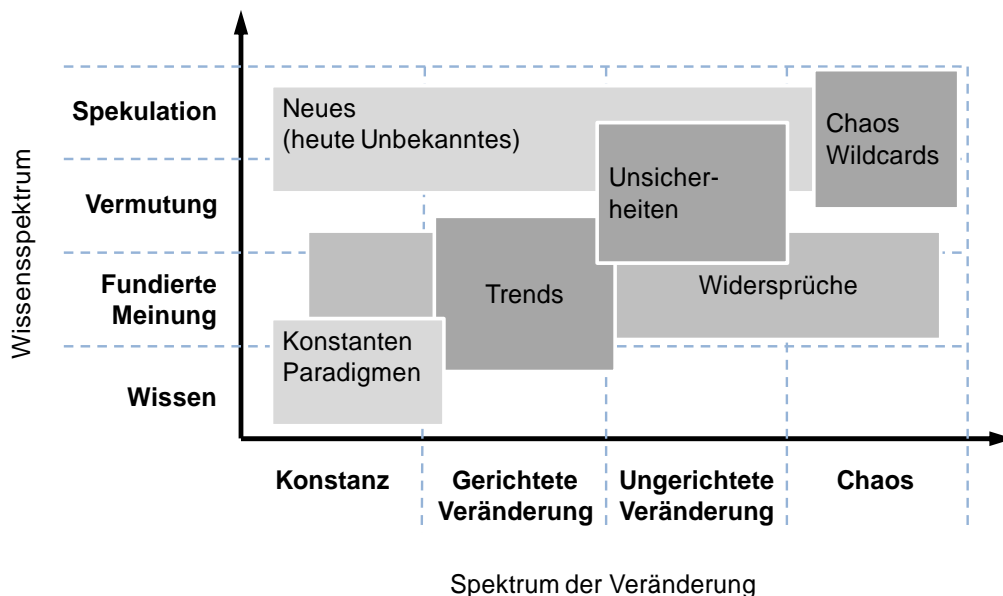 Wissensspektrum
Spekulation
Vermutung
Fundierte
Meinung
Wissen
Neues
(heute Unbekanntes)
Chaos
Wildcards
Unsicher-
heiten
Trends
Widersprüche
Konstanten
Paradigmen
Konstanz
Gerichtete
Veränderung
Ungerichtete
Veränderung
Chaos
Spektrum der Veränderung